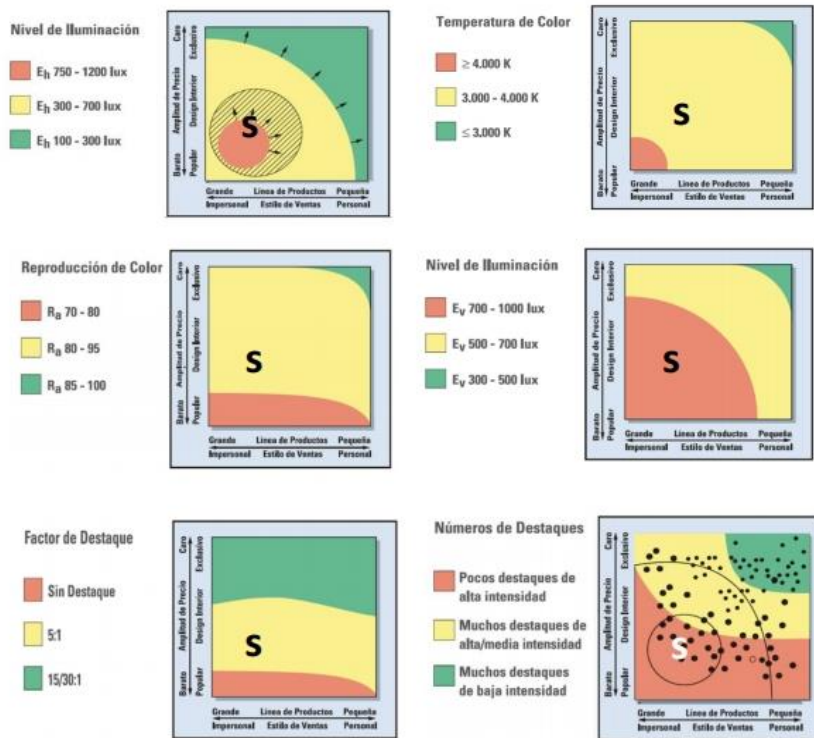 Nivel de Iluminación
E_h 750 - 1200 lux
E_h 300 - 700 lux
E_h 100 - 300 lux
Caro
Exclusivo
Amplitud de Precio
Design Interior
Barato
Popular
S
Grande Linea de Productos Pequeña
Impersonal Estilo de Ventas Personal
Temperatura de Color
≥ 4.000 K
3.000 - 4.000 K
≤ 3.000 K
Caro
Exclusivo
Amplitud de Precio
Design Interior
Barato
Popular
S
Grande Linea de Productos Pequeña
Impersonal Estilo de Ventas Personal
Reproducción de Color
Ra 70 - 80
Ra 80 - 95
Ra 85 - 100
Caro
Exclusivo
Amplitud de Precio
Design Interior
Barato
Popular
S
Grande Linea de Productos Pequeña
Impersonal Estilo de Ventas Personal
Nivel de Iluminación
Ev 700 - 1000 lux
Ev 500 - 700 lux
Ev 300 - 500 lux
Caro
Exclusivo
Amplitud de Precio
Design Interior
Barato
Popular
S
Grande Linea de Productos Pequeña
Impersonal Estilo de Ventas Personal
Factor de Destaque
Sin Destaque
5:1
15/30:1
Caro
Exclusivo
Amplitud de Precio
Design Interior
Barato
Popular
S
Grande Linea de Productos Pequeña
Impersonal Estilo de Ventas Personal
Números de Destaques
Pocos destaques de
alta intensidad
Muchos destaques de
alta/media intensidad
Muchos destaques
de baja intensidad
Caro
Exclusivo
Amplitud de Precio
Design Interior
Barato
Popular
S
Grande Linea de Productos Pequeña
Impersonal Estilo de Ventas Personal